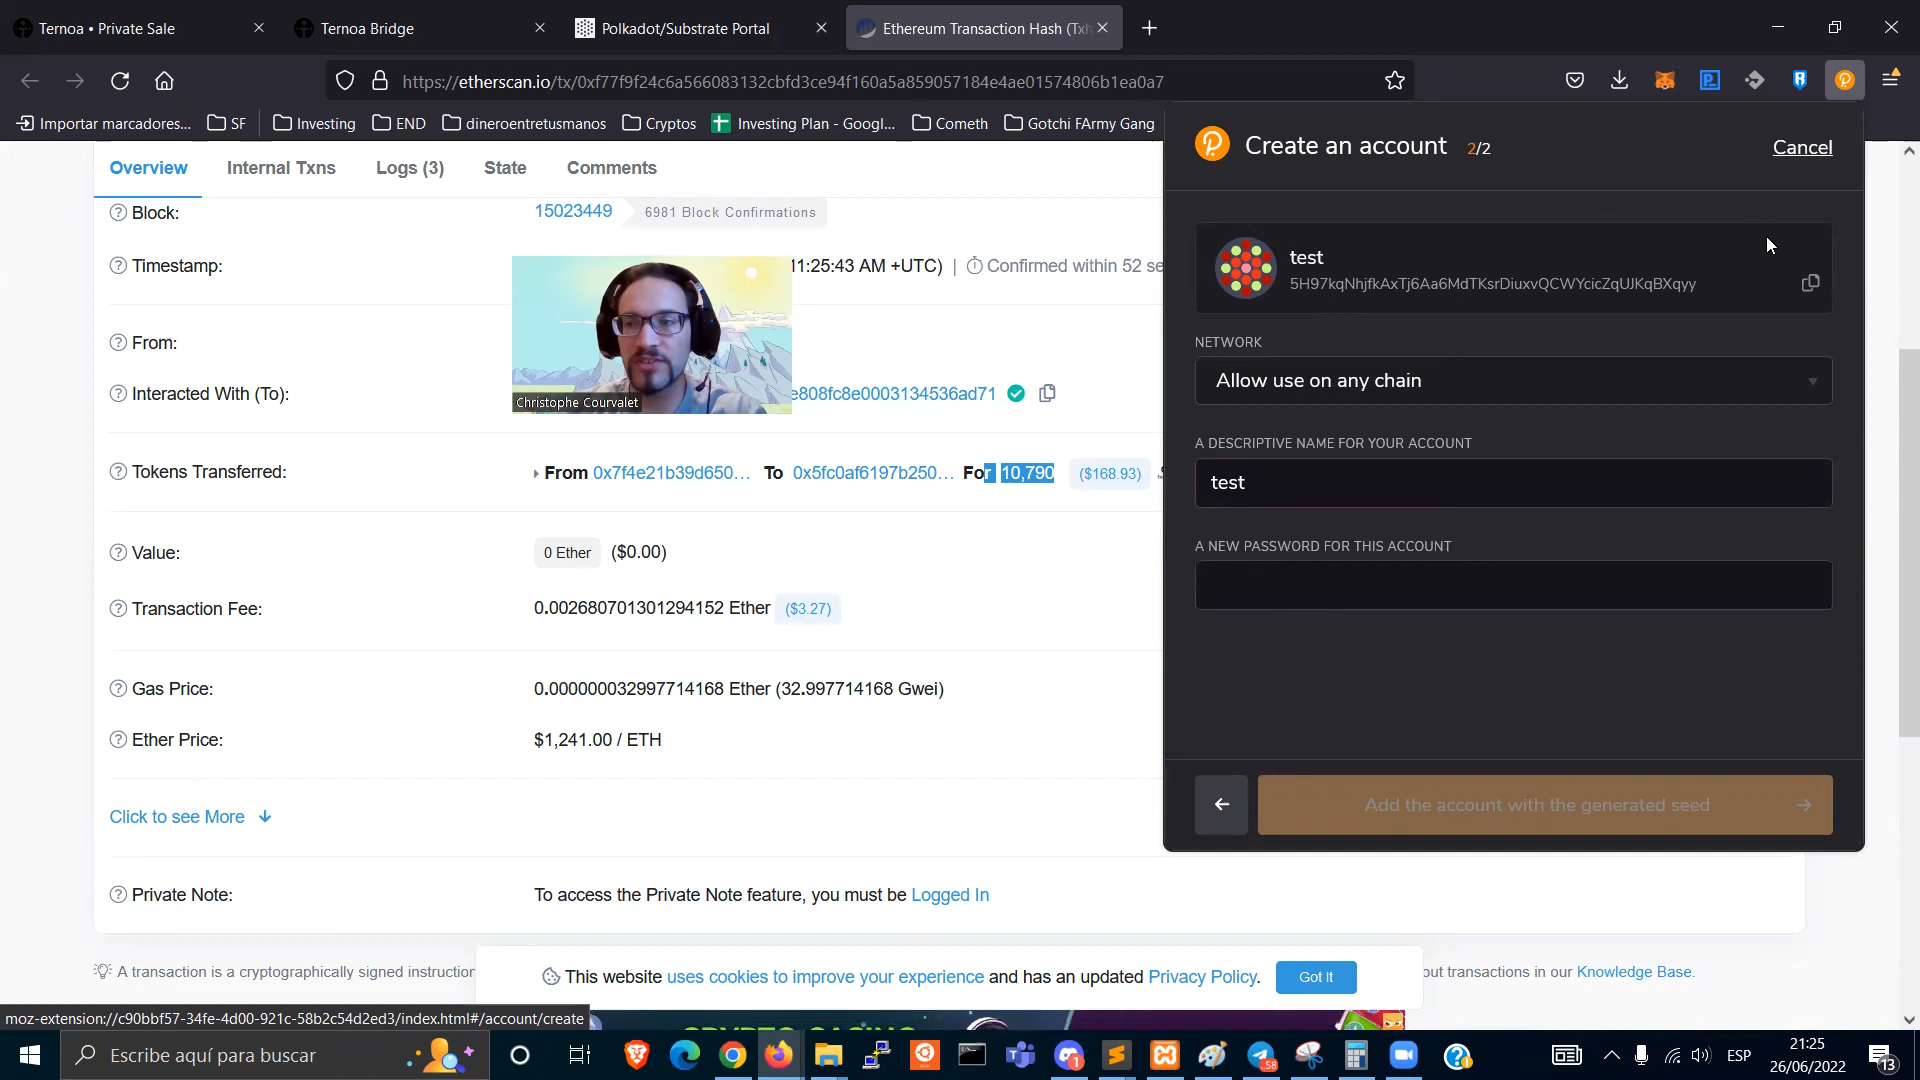 Ternoa • Private Sale
Ternoa Bridge
Polkadot/Substrate Portal
Ethereum Transaction Hash (Txh
https://etherscan.io/tx/0xf77f9f24c6a566083132cbfd3ce94f160a5a859057184e4ae01574806b1ea0a7
Importar marcadores...
SF
Investing
END
dineroentretusmanos
Cryptos
Investing Plan - Googl...
Cometh
Gotchi FArmy Gang
Overview
Internal Txns
Logs (3)
State
Comments
Block:
15023449
6981 Block Confirmations
Timestamp:
11:25:43 AM +UTC) | Confirmed within 52 se
From:
Interacted With (To):
e808fc8e0003134536ad71
Christophe Courvalet
Tokens Transferred:
From 0x7f4e21b39d650... To 0x5fc0af6197b250... For 10,790 ($168.93)
Value:
0 Ether ($0.00)
Transaction Fee:
0.002680701301294152 Ether ($3.27)
Gas Price:
0.000000032997714168 Ether (32.997714168 Gwei)
Ether Price:
$1,241.00 / ETH
Click to see More
Private Note:
To access the Private Note feature, you must be Logged In
A transaction is a cryptographically signed instruction
out transactions in our Knowledge Base.
This website uses cookies to improve your experience and has an updated Privacy Policy.
Got It
moz-extension://c90bbf57-34fe-4d00-921c-58b2c54d2ed3/index.html#/account/create
Create an account 2/2
Cancel
test
5H97kqNhjfkAxTj6Aa6MdTKsrDiuxvQCWYcicZqUJKqBXqyy
NETWORK
Allow use on any chain
A DESCRIPTIVE NAME FOR YOUR ACCOUNT
test
A NEW PASSWORD FOR THIS ACCOUNT
Add the account with the generated seed
Escribe aquí para buscar
1
58
ESP
21:25
26/06/2022
13